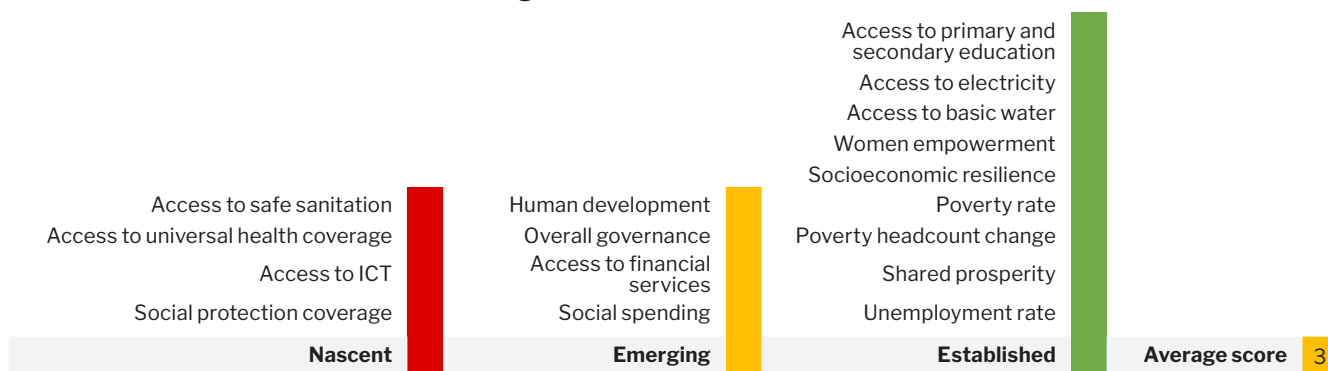 Access to safe sanitation
Access to universal health coverage
Access to ICT
Social protection coverage
Nascent
Human development
Overall governance
Access to financial
services
Social spending
Emerging
Access to primary and
secondary education
Access to electricity
Access to basic water
Women empowerment
Socioeconomic resilience
Poverty rate
Poverty headcount change
Shared prosperity
Unemployment rate
Established
Average score 3